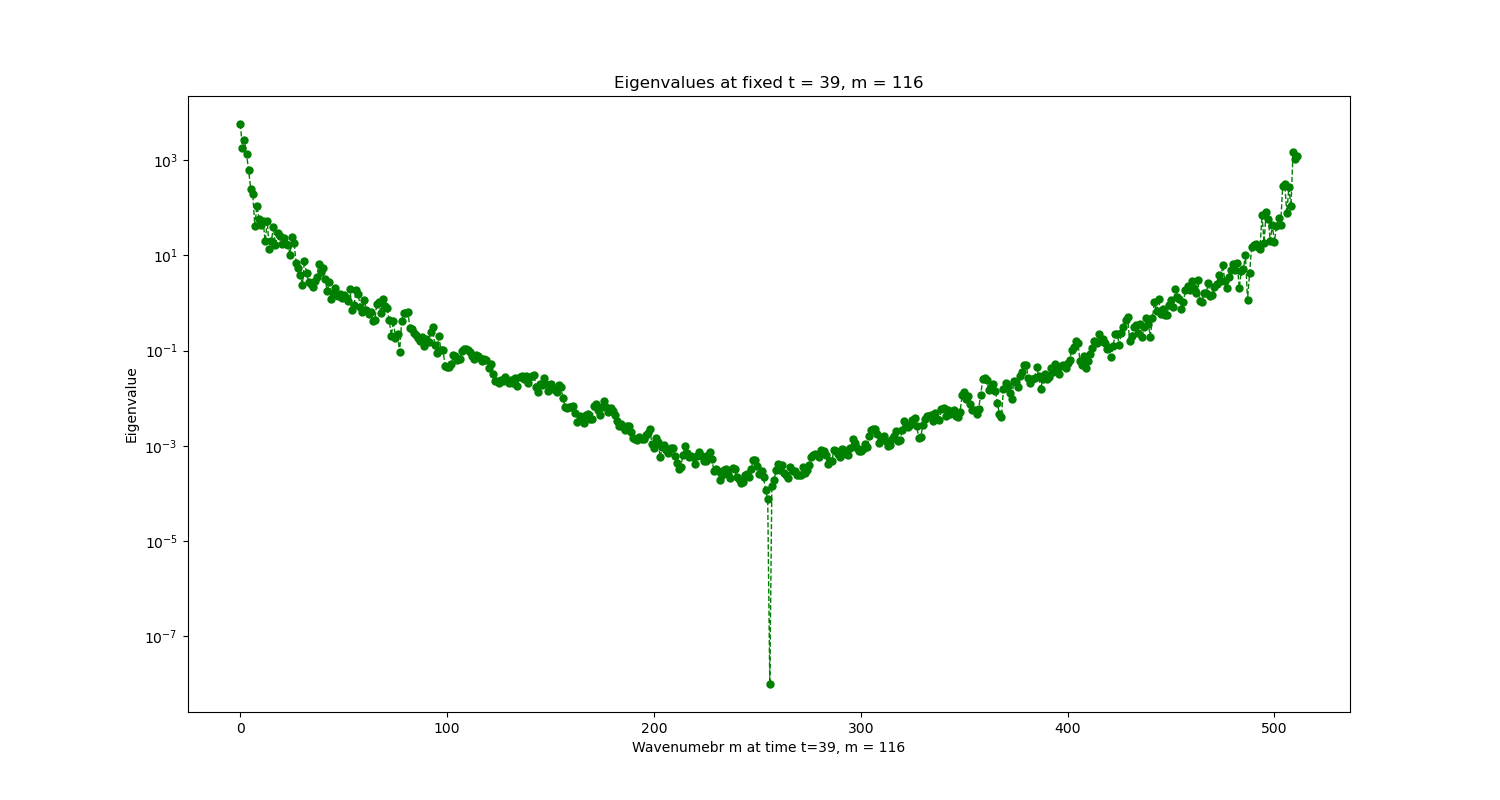 Eigenvalues at fixed t = 39, m = 116
10³
10¹
10⁻¹
10⁻³
10⁻⁵
10⁻⁷
Eigenvalue
0 100 200 300 400 500
Wavenumebr m at time t=39, m = 116